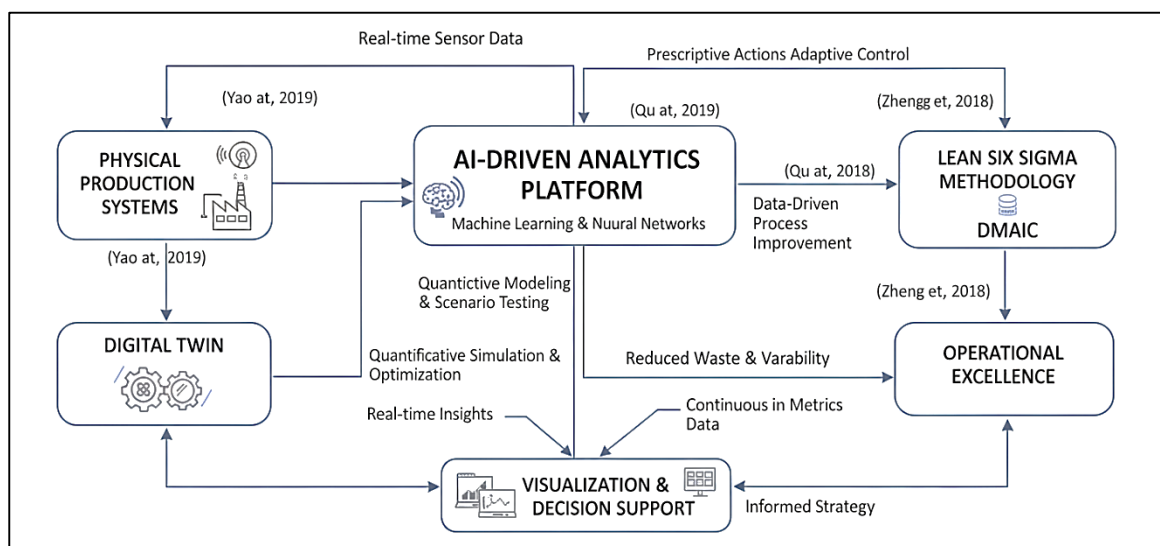 Real-time Sensor Data
Prescriptive Actions Adaptive Control
(Yao at, 2019)
(Qu at, 2019)
(Zhengg et, 2018)
PHYSICAL
PRODUCTION
SYSTEMS
AI-DRIVEN ANALYTICS
PLATFORM
Machine Learning & Nuural Networks
(Qu at, 2018)
Data-Driven
Process
Improvement
LEAN SIX SIGMA
METHODOLOGY
DMAIC
(Yao at, 2019)
Quantictive Modeling
& Scenario Testing
(Zheng et, 2018)
DIGITAL TWIN
Quantificative Simulation &
Optimization
Reduced Waste & Varability
OPERATIONAL
EXCELLENCE
Real-time Insights
Continuous in Metrics
Data
VISUALIZATION &
DECISION SUPPORT
Informed Strategy